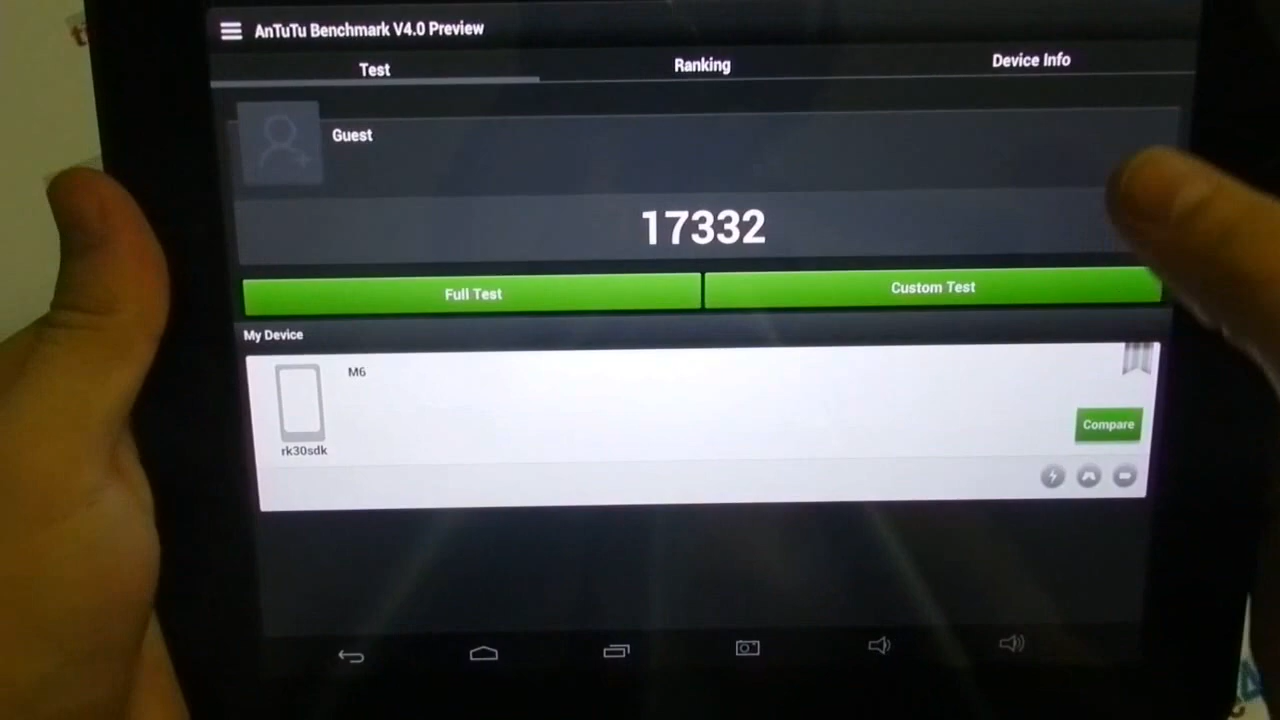 AnTuTu Benchmark V4.0 Preview
Test Ranking Device Info
Guest
17332
Full Test Custom Test
My Device
M6
Compare
rk30sdk